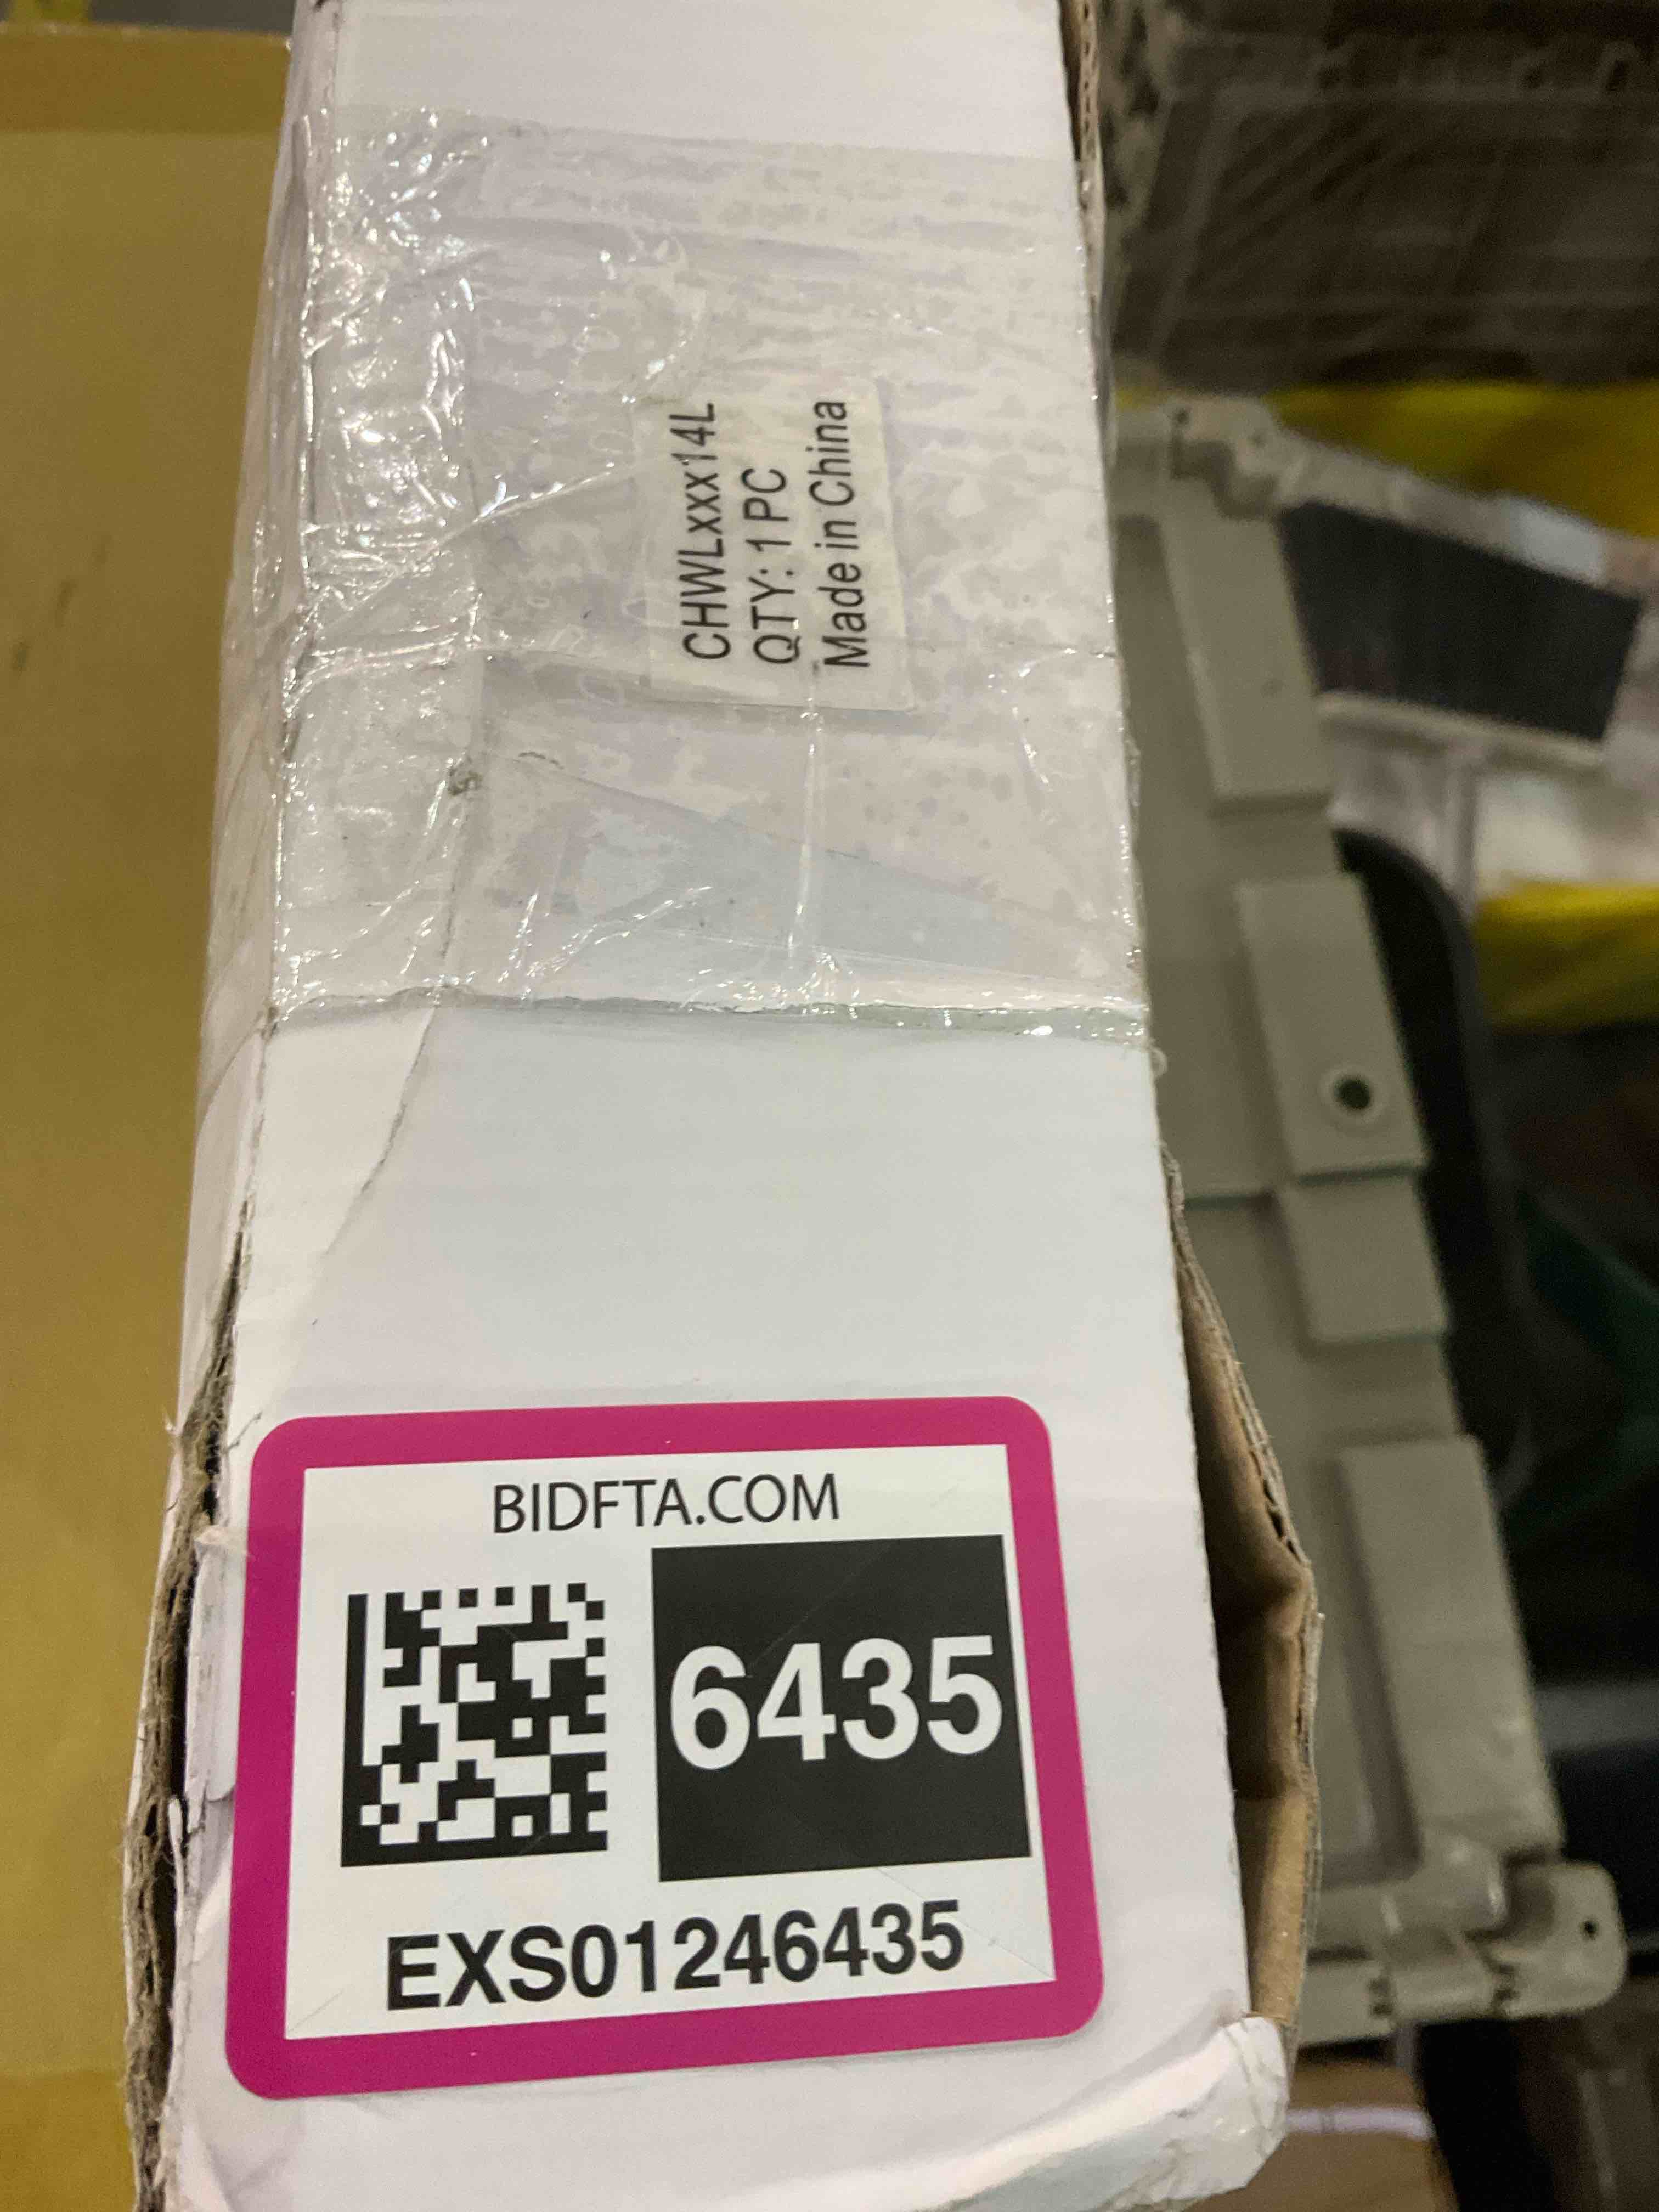 CHWLxxx14L
QTY: 1 PC
Made in China
BIDFTA.COM
6435
EXS01246435